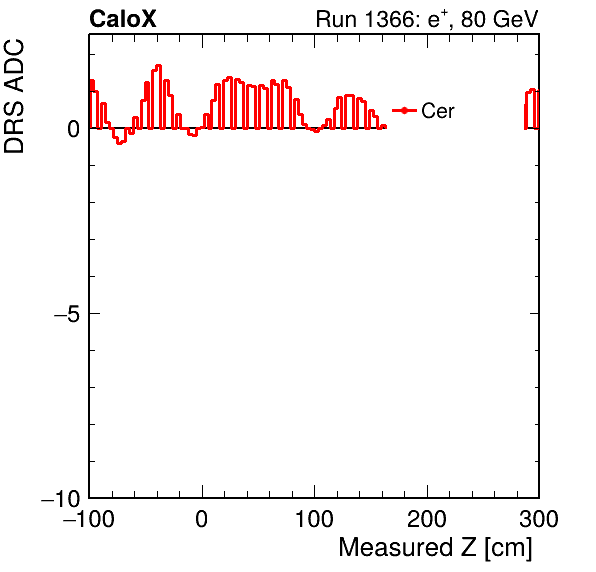 CaloX Run 1366: e⁺, 80 GeV
DRS ADC
Cer
0
−5
−10
−100 0 100 200 300
Measured Z [cm]